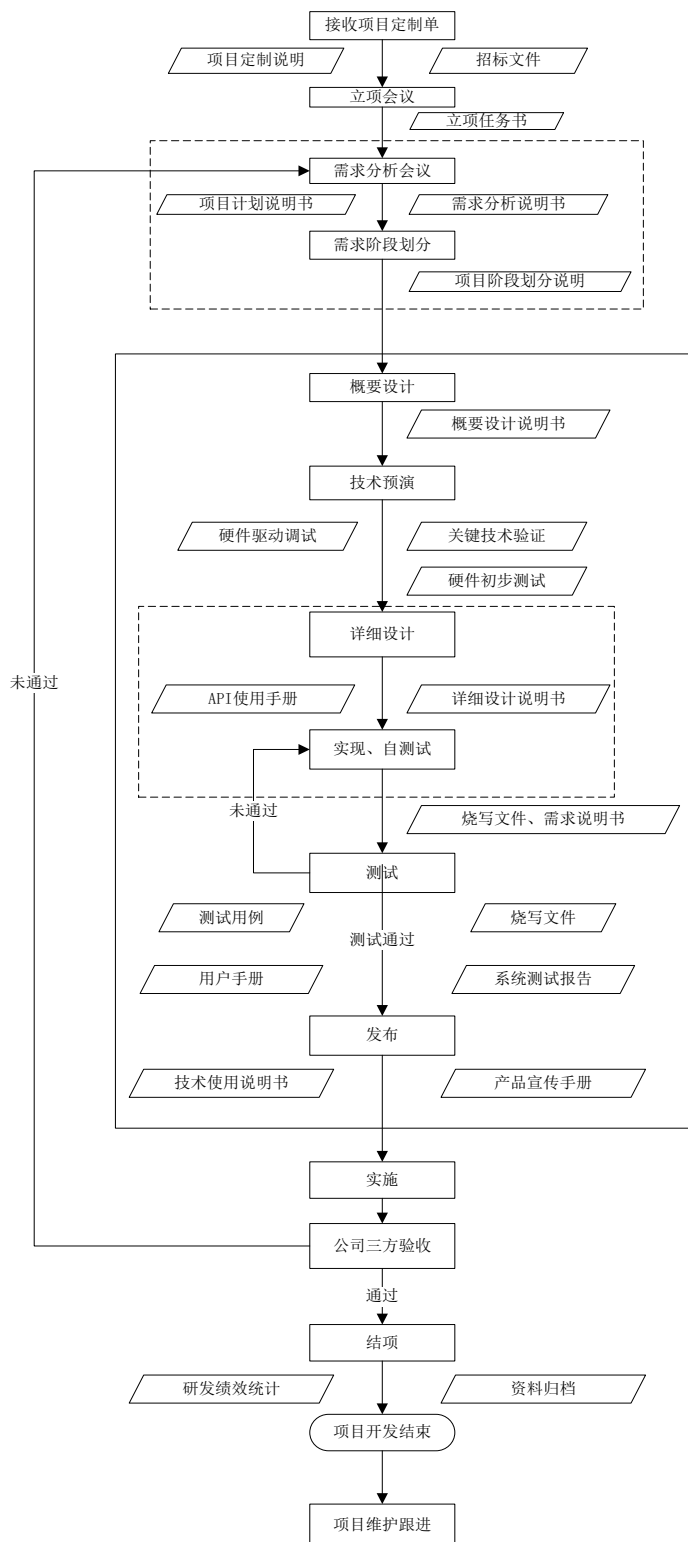 接收项目定制单
项目定制说明
招标文件
立项会议
立项任务书
需求分析会议
项目计划说明书
需求分析说明书
需求阶段划分
项目阶段划分说明
概要设计
概要设计说明书
技术预演
硬件驱动调试
关键技术验证
硬件初步测试
详细设计
未通过
API使用手册
详细设计说明书
实现、自测试
未通过
烧写文件、需求说明书
测试
测试用例
烧写文件
测试通过
用户手册
系统测试报告
发布
技术使用说明书
产品宣传手册
实施
公司三方验收
通过
结项
研发绩效统计
资料归档
项目开发结束
项目维护跟进